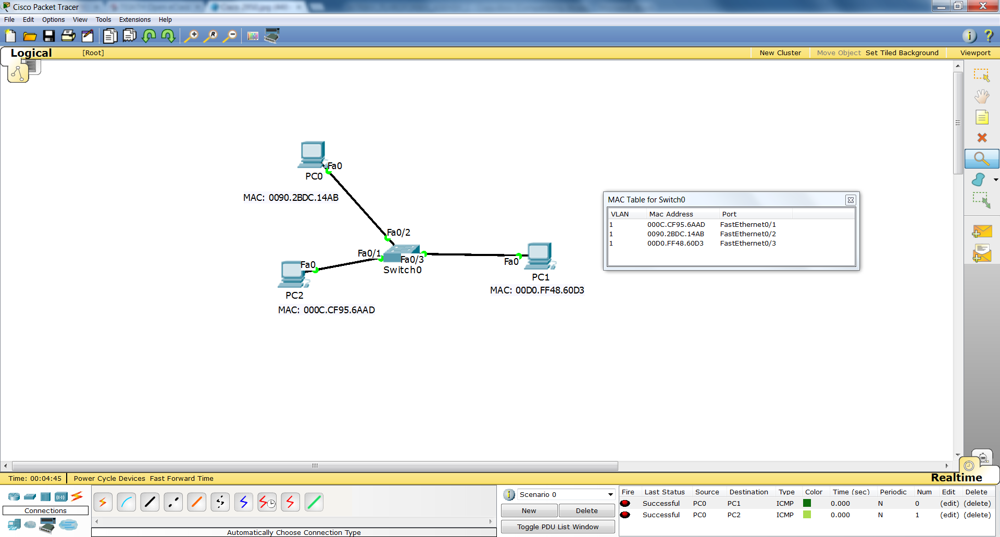 Cisco Packet Tracer
File Edit Options View Tools Extensions Help
Logical [Root] New Cluster Move Object Set Tiled Background Viewport
Fa0
PC0
MAC: 0090.2BDC.14AB
Fa0/2
Fa0/1
Fa0/3
Switch0
Fa0
PC2
MAC: 000C.CF95.6AAD
Fa0
PC1
MAC: 00D0.FF48.60D3
MAC Table for Switch0
VLAN Mac Address Port
1 000C.CF95.6AAD FastEthernet0/1
1 0090.2BDC.14AB FastEthernet0/2
1 00D0.FF48.60D3 FastEthernet0/3
Time: 00:04:45 Power Cycle Devices Fast Forward Time
Realtime
Connections
Automatically Choose Connection Type
Scenario 0
New Delete
Toggle PDU List Window
Fire Last Status Source Destination Type Color Time (sec) Periodic Num Edit Delete
Successful PC0 PC1 ICMP 0.000 N 0 (edit) (delete)
Successful PC0 PC2 ICMP 0.000 N 1 (edit) (delete)